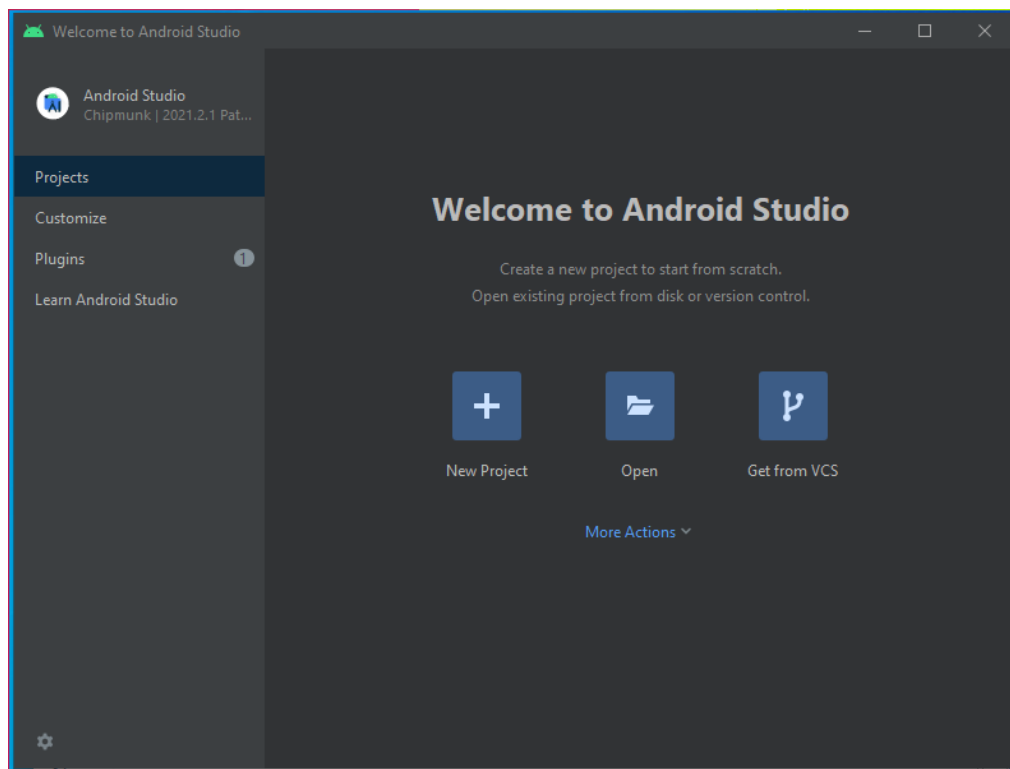 Welcome to Android Studio
Android Studio
Chipmunk | 2021.2.1 Pat...
Projects
Customize
Plugins
1
Learn Android Studio
Welcome to Android Studio
Create a new project to start from scratch.
Open existing project from disk or version control.
New Project
Open
Get from VCS
More Actions